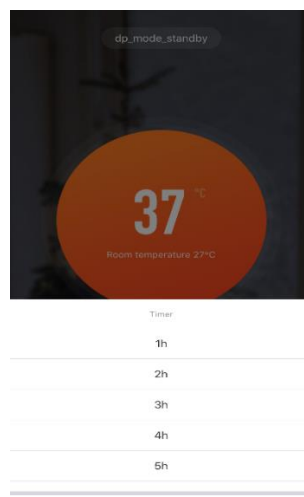 dp_mode_standby
37 °C
Room temperature 27°C
Timer
1h
2h
3h
4h
5h